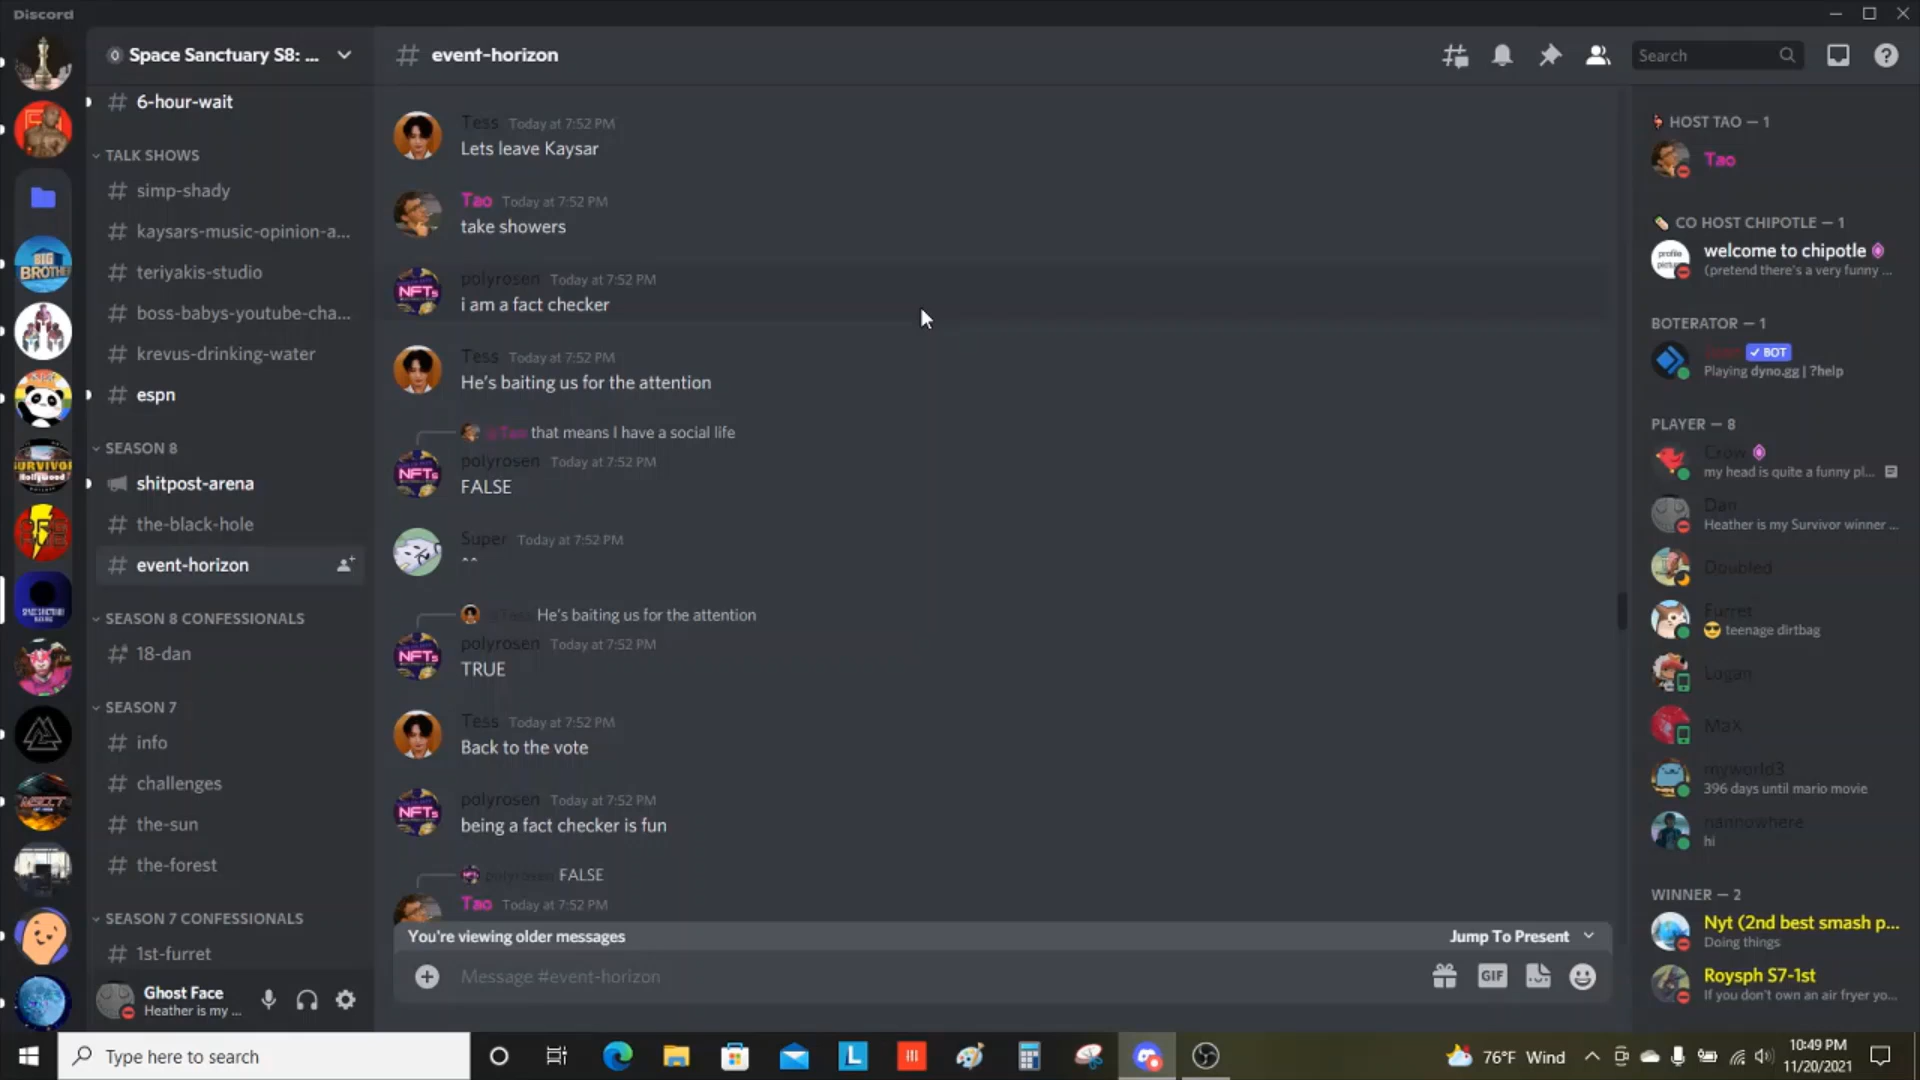 Discord
Space Sanctuary S8: ...
# event-horizon
Search
# 6-hour-wait
TALK SHOWS
# simp-shady
# kaysars-music-opinion-a...
# teriyakis-studio
# boss-babys-youtube-cha...
# krevus-drinking-water
# espn
SEASON 8
shitpost-arena
# the-black-hole
# event-horizon
SEASON 8 CONFESSIONALS
# 18-dan
SEASON 7
# info
# challenges
# the-sun
# the-forest
SEASON 7 CONFESSIONALS
# 1st-furret
Ghost Face
Heather is my ...
BIG BROTHER
SURVIVOR
Tess Today at 7:52 PM
Lets leave Kaysar
Tao Today at 7:52 PM
take showers
polyrosen Today at 7:52 PM
i am a fact checker
Tess Today at 7:52 PM
He's baiting us for the attention
@Tao that means I have a social life
polyrosen Today at 7:52 PM
FALSE
Super Today at 7:52 PM
^^
@Tess He's baiting us for the attention
polyrosen Today at 7:52 PM
TRUE
Tess Today at 7:52 PM
Back to the vote
polyrosen Today at 7:52 PM
being a fact checker is fun
polyrosen FALSE
Tao Today at 7:52 PM
You're viewing older messages
Jump To Present
Message #event-horizon
GIF
HOST TAO — 1
Tao
CO HOST CHIPOTLE — 1
welcome to chipotle
(pretend there's a very funny ...
BOTERATOR — 1
BOT
Playing dyno.gg | ?help
PLAYER — 8
Crow
my head is quite a funny pl...
Dan
Heather is my Survivor winner ...
Doubled
Furret
teenage dirtbag
Logan
Max
myworld3
396 days until mario movie
nannowhere
hi
WINNER — 2
Nyt (2nd best smash p...
Doing things
Roysph S7-1st
If you don't own an air fryer yo...
Type here to search
L
76°F Wind
10:49 PM
11/20/2021